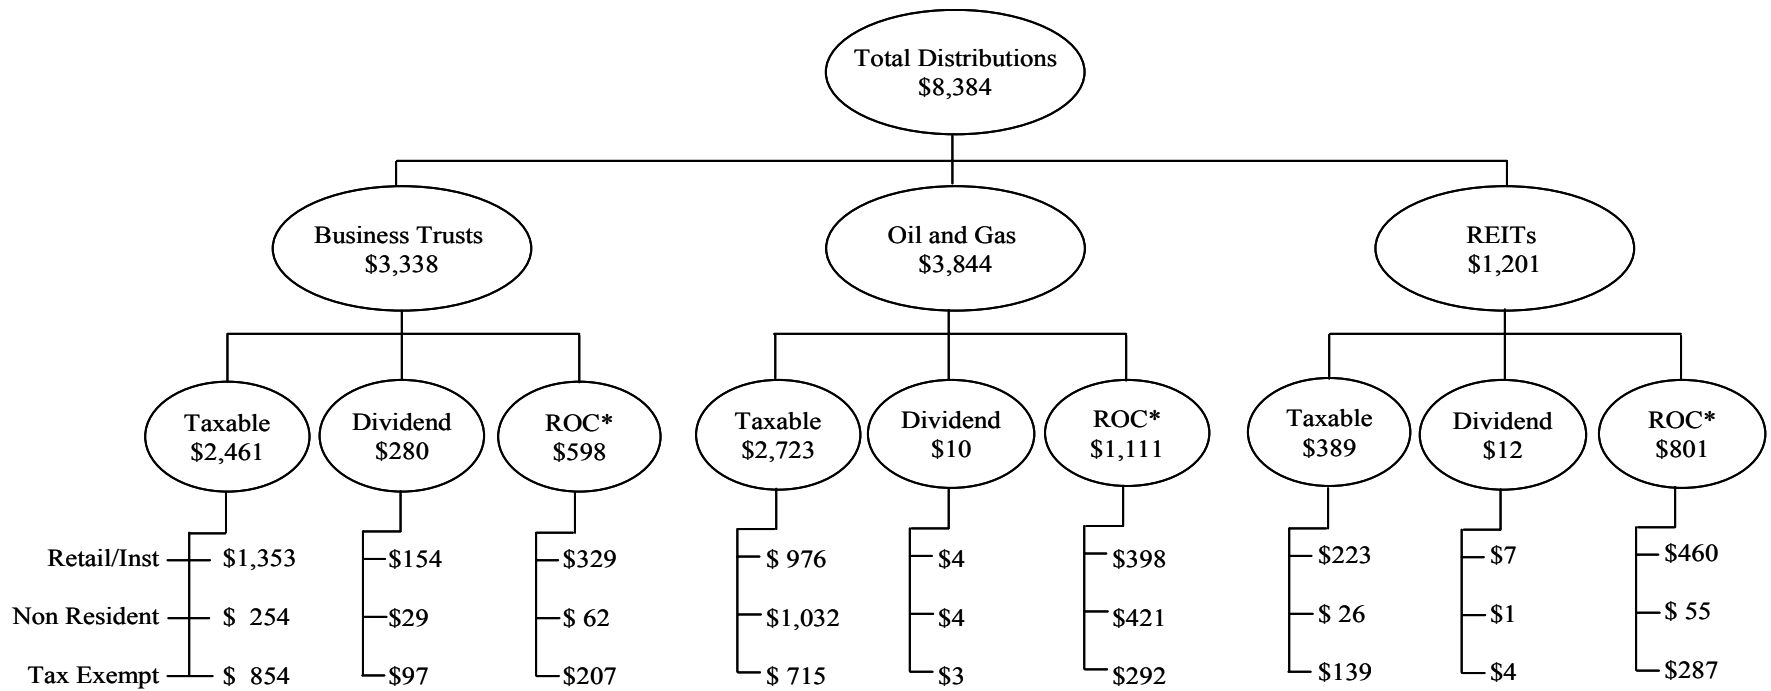 Total Distributions
$8,384
Business Trusts
$3,338
Oil and Gas
$3,844
REITs
$1,201
Taxable
$2,461
Dividend
$280
ROC*
$598
Taxable
$2,723
Dividend
$10
ROC*
$1,111
Taxable
$389
Dividend
$12
ROC*
$801
Retail/Inst $1,353 $154 $329 $ 976 $4 $398 $223 $7 $460
Non Resident $ 254 $29 $ 62 $1,032 $4 $421 $ 26 $1 $ 55
Tax Exempt $ 854 $97 $207 $ 715 $3 $292 $139 $4 $287